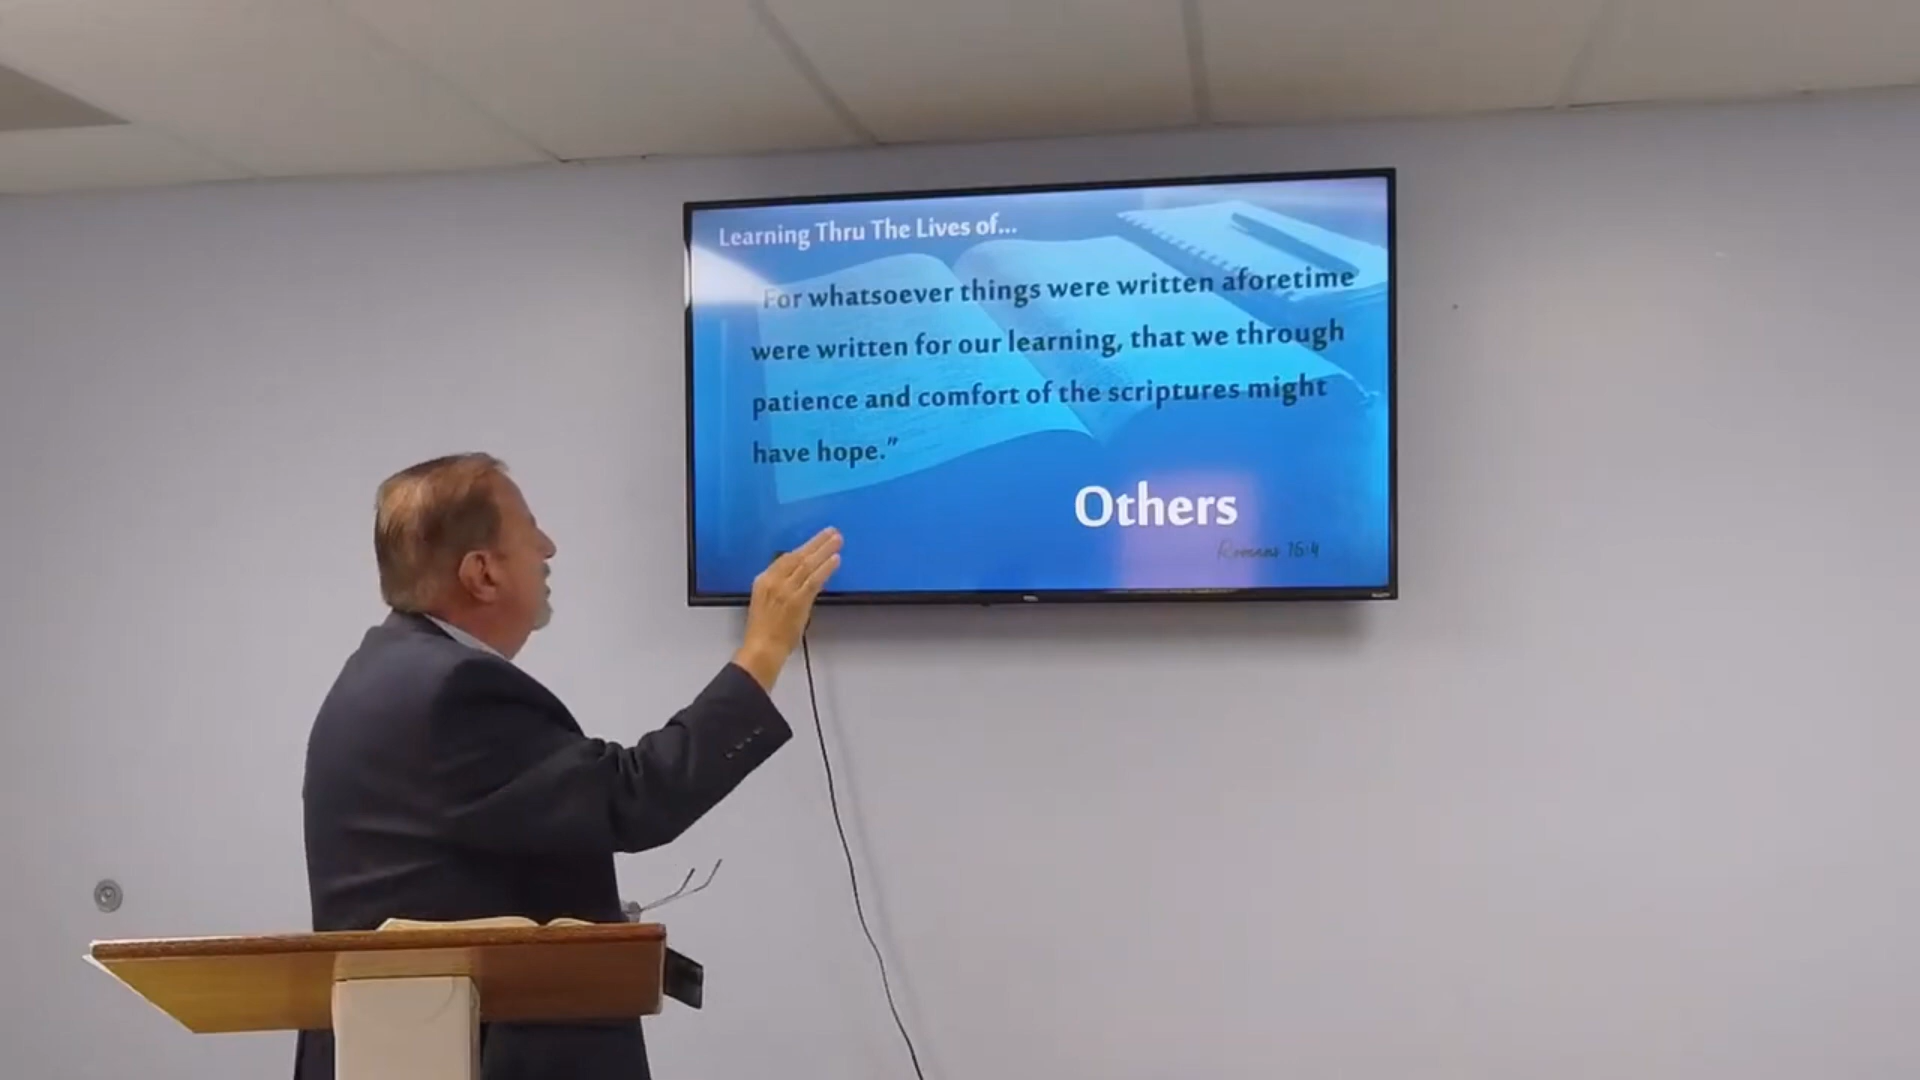 Learning Thru The Lives of...
For whatsoever things were written aforetime
were written for our learning, that we through
patience and comfort of the scriptures might
have hope.”
Others
Romans 15:4
TCL